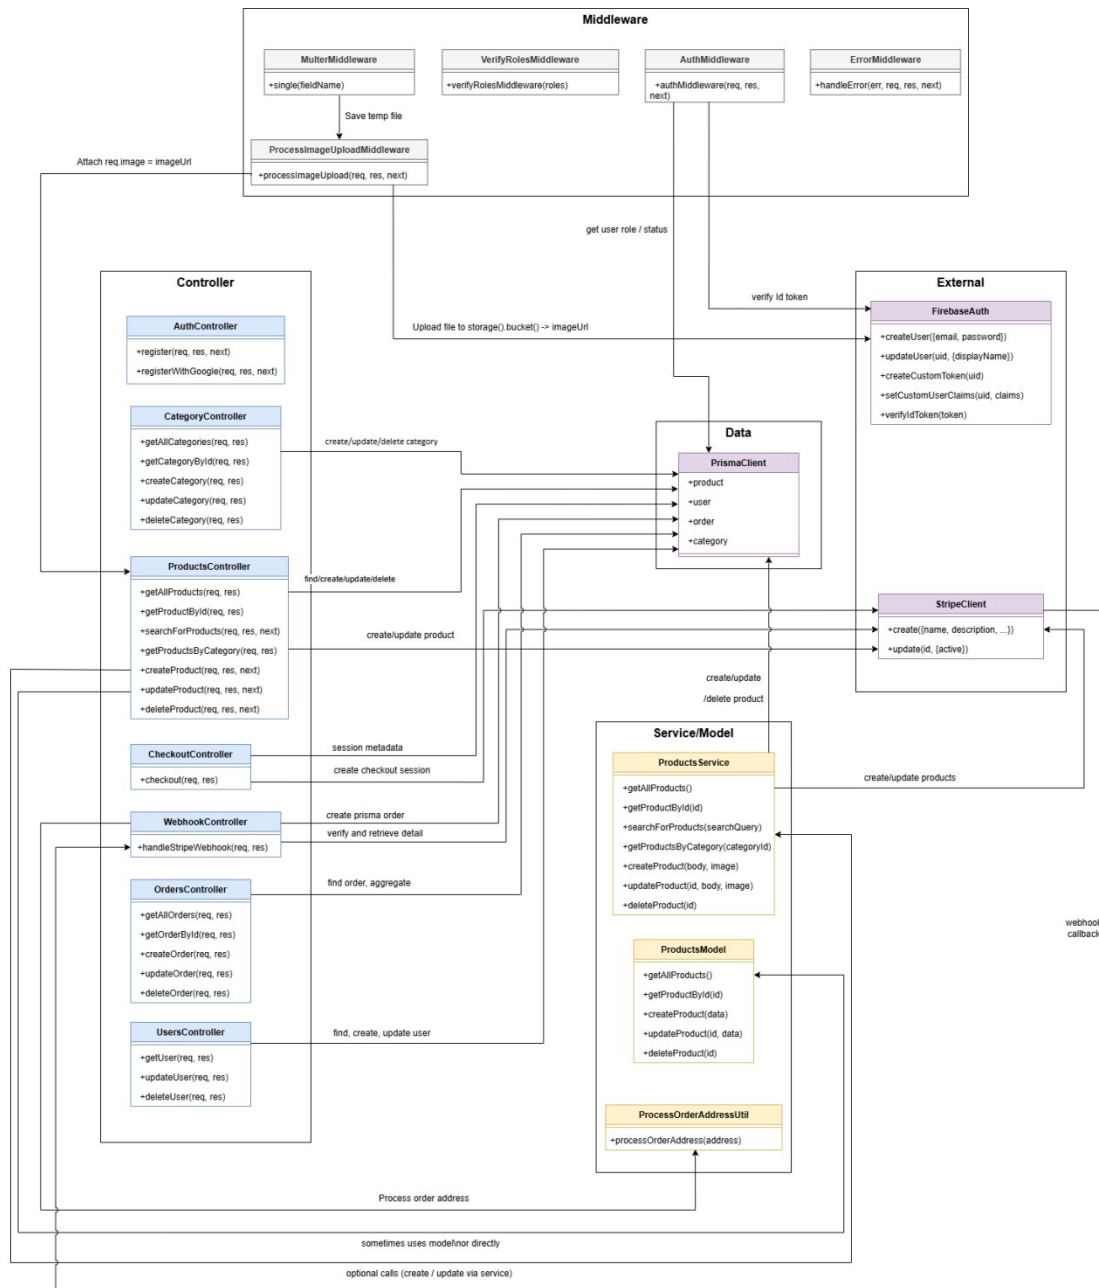 Middleware
MulterMiddleware
+single(fieldName)
VerifyRolesMiddleware
+verifyRolesMiddleware(roles)
AuthMiddleware
+authMiddleware(req, res,
next)
ErrorMiddleware
+handleError(err, req, res, next)
Save temp file
ProcessImageUploadMiddleware
+processImageUpload(req, res, next)
Attach req.image = imageUrl
get user role / status
verify Id token
Upload file to storage().bucket() -> imageUrl
Controller
AuthController
+register(req, res, next)
+registerWithGoogle(req, res, next)
CategoryController
+getAllCategories(req, res)
+getCategoryById(req, res)
+createCategory(req, res)
+updateCategory(req, res)
+deleteCategory(req, res)
create/update/delete category
ProductsController
+getAllProducts(req, res)
+getProductById(req, res)
+searchForProducts(req, res, next)
+getProductsByCategory(req, res)
+createProduct(req, res, next)
+updateProduct(req, res, next)
+deleteProduct(req, res, next)
find/create/update/delete
create/update product
CheckoutController
+checkout(req, res)
session metadata
create checkout session
WebhookController
+handleStripeWebhook(req, res)
create prisma order
verify and retrieve detail
OrdersController
+getAllOrders(req, res)
+getOrderById(req, res)
+createOrder(req, res)
+updateOrder(req, res)
+deleteOrder(req, res)
find order, aggregate
UsersController
+getUser(req, res)
+updateUser(req, res)
+deleteUser(req, res)
find, create, update user
External
FirebaseAuth
+createUser({email, password})
+updateUser(uid, {displayName})
+createCustomToken(uid)
+setCustomUserClaims(uid, claims)
+verifyIdToken(token)
Data
PrismaClient
+product
+user
+order
+category
StripeClient
+create({name, description, ...})
+update(id, {active})
create/update
/delete product
Service/Model
ProductsService
+getAllProducts()
+getProductById(id)
+searchForProducts(searchQuery)
+getProductsByCategory(categoryId)
+createProduct(body, image)
+updateProduct(id, body, image)
+deleteProduct(id)
create/update products
ProductsModel
+getAllProducts()
+getProductById(id)
+createProduct(data)
+updateProduct(id, data)
+deleteProduct(id)
webhook
callback
ProcessOrderAddressUtil
+processOrderAddress(address)
Process order address
sometimes uses model\nor directly
optional calls (create / update via service)